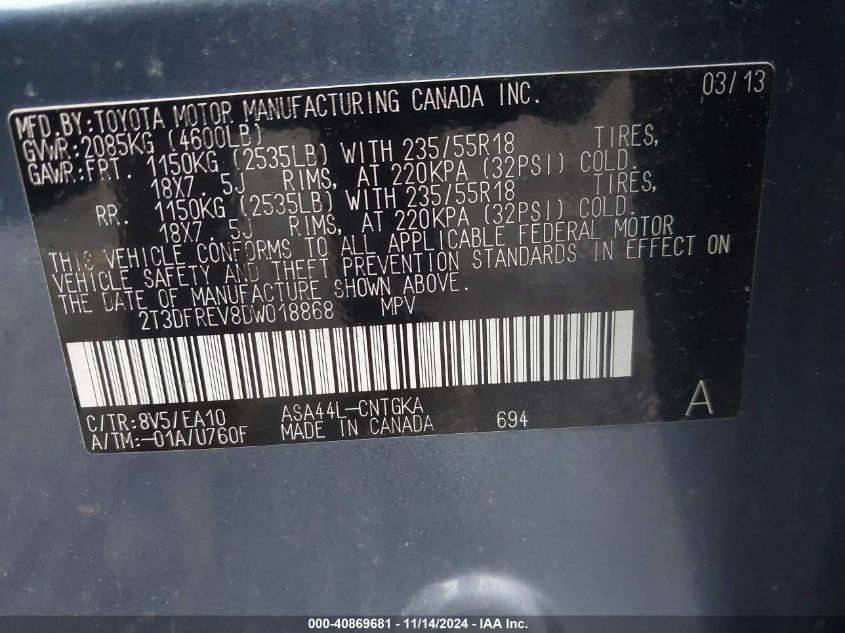 MFD.BY:TOYOTA MOTOR MANUFACTURING CANADA INC. 03/13
GVWR:2085KG (4600LB)
GAWR:FRT. 1150KG (2535LB) WITH 235/55R18 TIRES,
18X7. 5J RIMS, AT 220KPA (32PSI) COLD.
RR. 1150KG (2535LB) WITH 235/55R18 TIRES,
18X7. 5J RIMS, AT 220KPA (32PSI) COLD.
THIS VEHICLE CONFORMS TO ALL APPLICABLE FEDERAL MOTOR
VEHICLE SAFETY AND THEFT PREVENTION STANDARDS IN EFFECT ON
THE DATE OF MANUFACTURE SHOWN ABOVE.
2T3DFREV8DW018868 MPV
C/TR:8V5/EA10 ASA44L-CNTGKA A
A/TM:-01A/U760F MADE IN CANADA 694
000-40869681 - 11/14/2024 - IAA Inc.